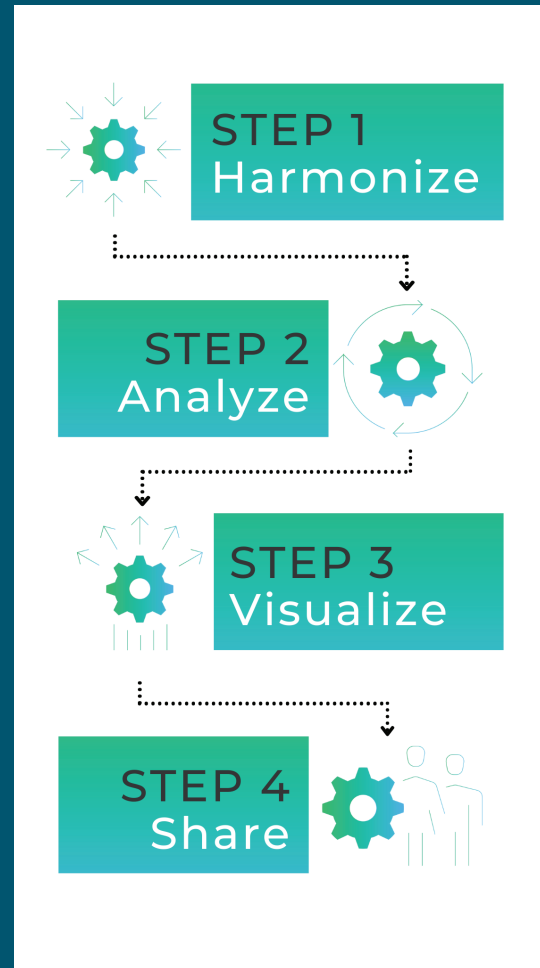 STEP 1
Harmonize
STEP 2
Analyze
STEP 3
Visualize
STEP 4
Share